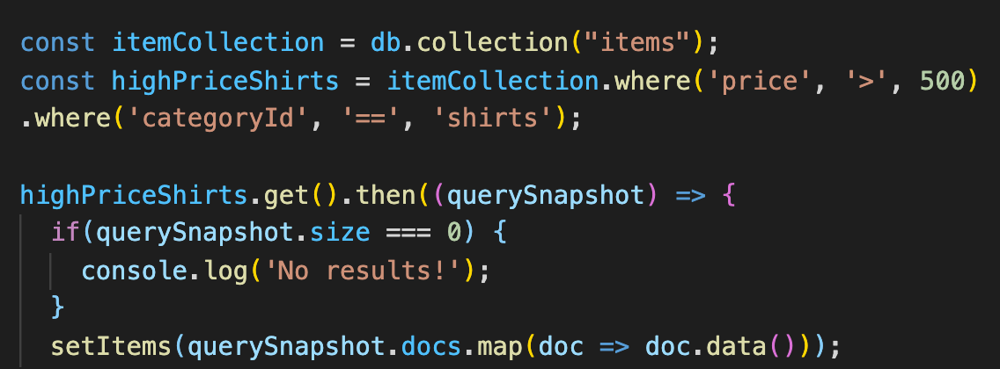 const itemCollection = db.collection("items");
const highPriceShirts = itemCollection.where('price', '>', 500)
.where('categoryId', '==', 'shirts');

highPriceShirts.get().then((querySnapshot) => {
  if(querySnapshot.size === 0) {
    console.log('No results!');
  }
  setItems(querySnapshot.docs.map(doc => doc.data()));